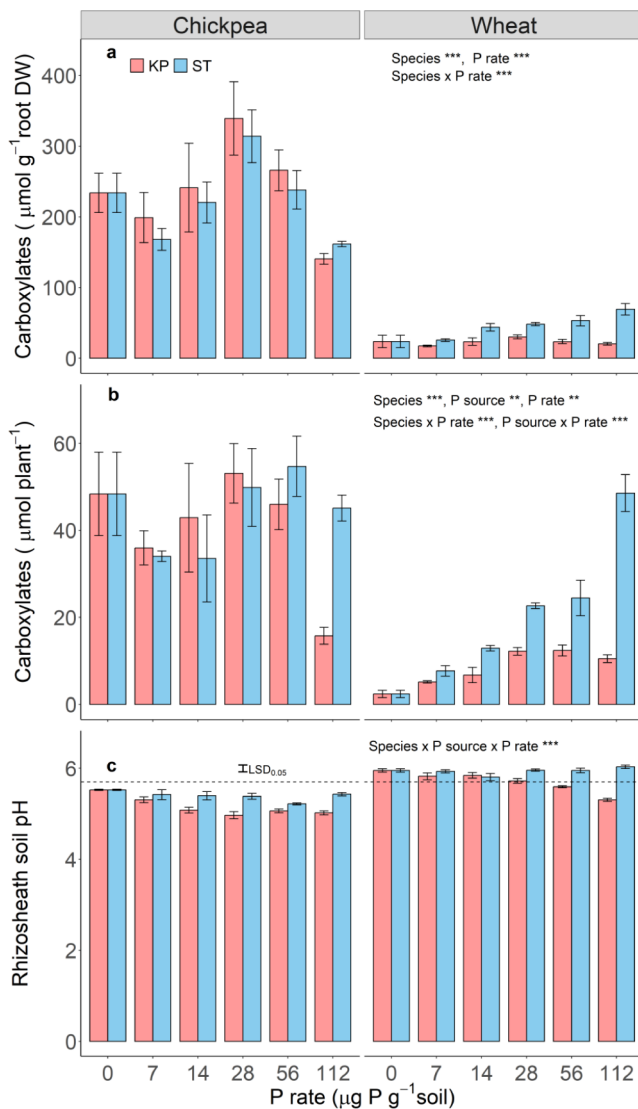 Chickpea
Wheat
a
KP ST
Species ***, P rate ***
Species x P rate ***
Carboxylates ( μmol g⁻¹root DW)
400
300
200
100
0
b
Species ***, P source **, P rate **
Species x P rate ***, P source x P rate ***
Carboxylates ( μmol plant⁻¹)
60
40
20
0
c
LSD0.05
Species x P source x P rate ***
Rhizosheath soil pH
6
4
2
0
0 7 14 28 56 112
0 7 14 28 56 112
P rate (μg P g⁻¹soil)